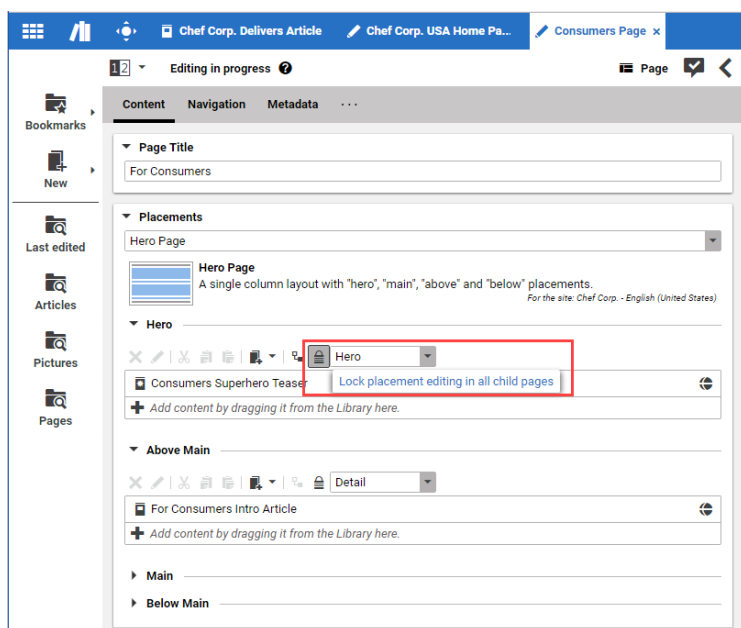 Chef Corp. Delivers Article
Chef Corp. USA Home Pa...
Consumers Page ×
12
Editing in progress
Page
Bookmarks
New
Last edited
Articles
Pictures
Pages
Content Navigation Metadata ...
Page Title
For Consumers
Placements
Hero Page
Hero Page
A single column layout with "hero", "main", "above" and "below" placements.
For the site: Chef Corp. - English (United States)
Hero
Hero
Consumers Superhero Teaser
Lock placement editing in all child pages
Add content by dragging it from the Library here.
Above Main
Detail
For Consumers Intro Article
Add content by dragging it from the Library here.
Main
Below Main